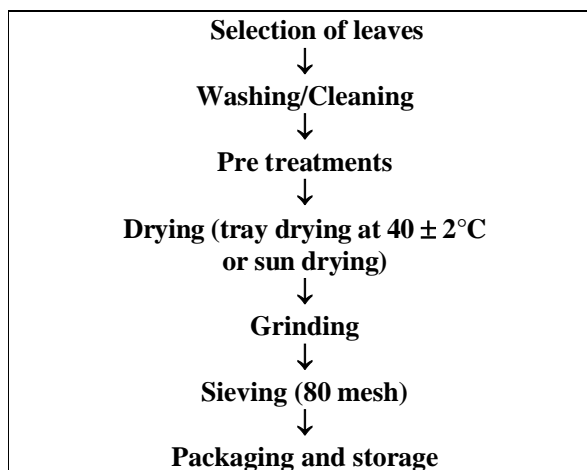 Selection of leaves
↓
Washing/Cleaning
↓
Pre treatments
↓
Drying (tray drying at 40 ± 2°C
or sun drying)
↓
Grinding
↓
Sieving (80 mesh)
↓
Packaging and storage